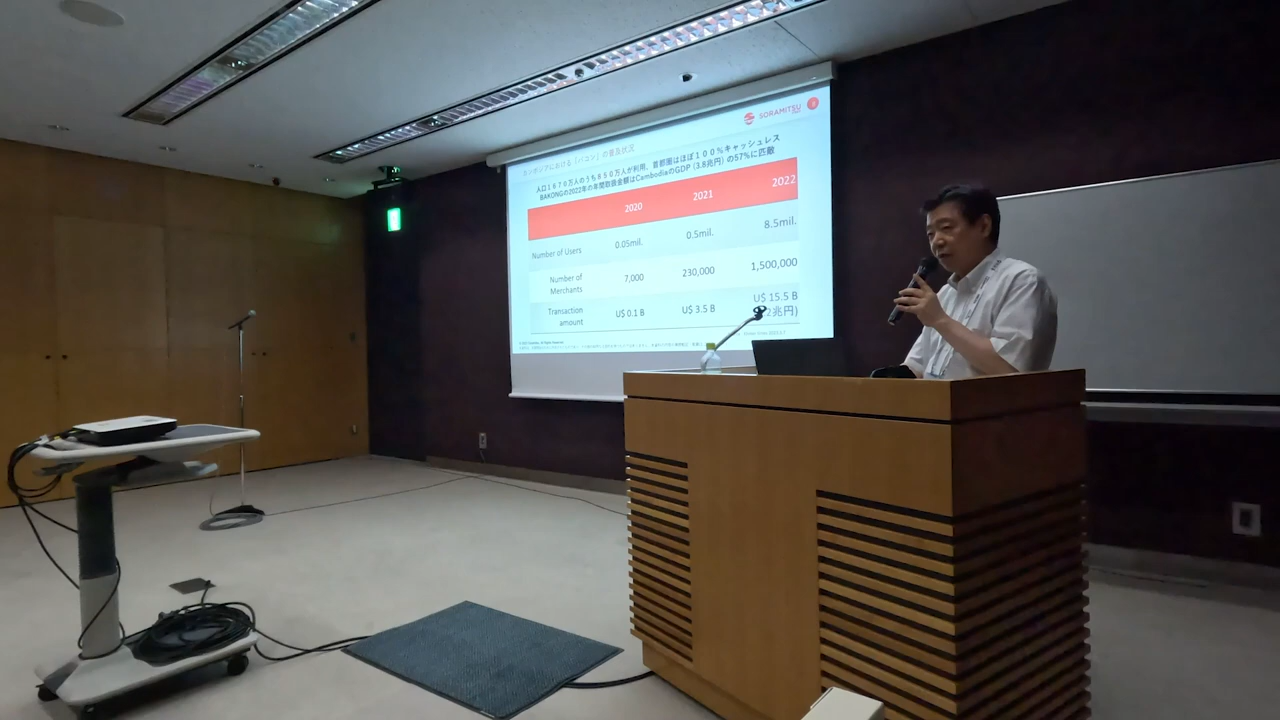 SORAMITSU
カンボジアにおける「バコン」の普及状況
人口1670万人のうち850万人が利用、首都圏はほぼ100%キャッシュレス
BAKONGの2022年の年間取扱金額はCambodiaのGDP (3.8兆円) の57%に匹敵
2020 2021 2022
Number of Users 0.05mil. 0.5mil. 8.5mil.
Number of Merchants 7,000 230,000 1,500,000
Transaction amount U$ 0.1 B U$ 3.5 B U$ 15.5 B
2兆円)